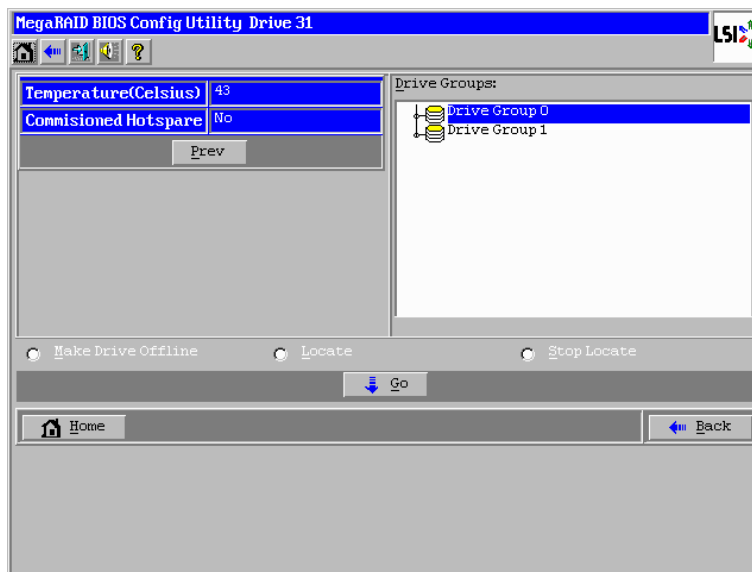 MegaRAID BIOS Config Utility Drive 31
LSI
Temperature(Celsius) 43
Commisioned Hotspare No
Prev
Drive Groups:
Drive Group 0
Drive Group 1
Make Drive Offline
Locate
Stop Locate
Go
Home
Back